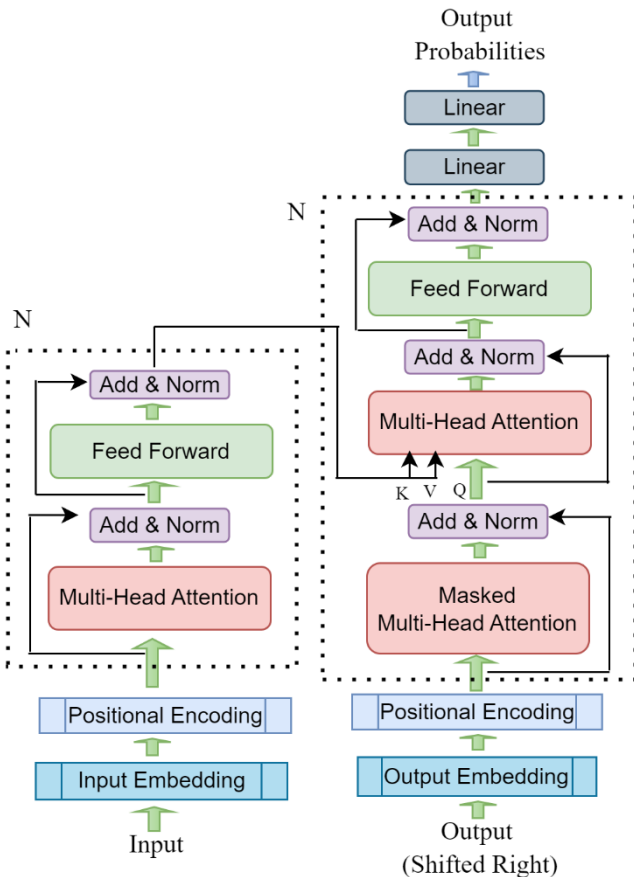 Output
Probabilities
Linear
Linear
N
Add & Norm
Feed Forward
Add & Norm
Multi-Head Attention
K V Q
Add & Norm
Masked
Multi-Head Attention
Positional Encoding
Output Embedding
Output
(Shifted Right)
N
Add & Norm
Feed Forward
Add & Norm
Multi-Head Attention
Positional Encoding
Input Embedding
Input